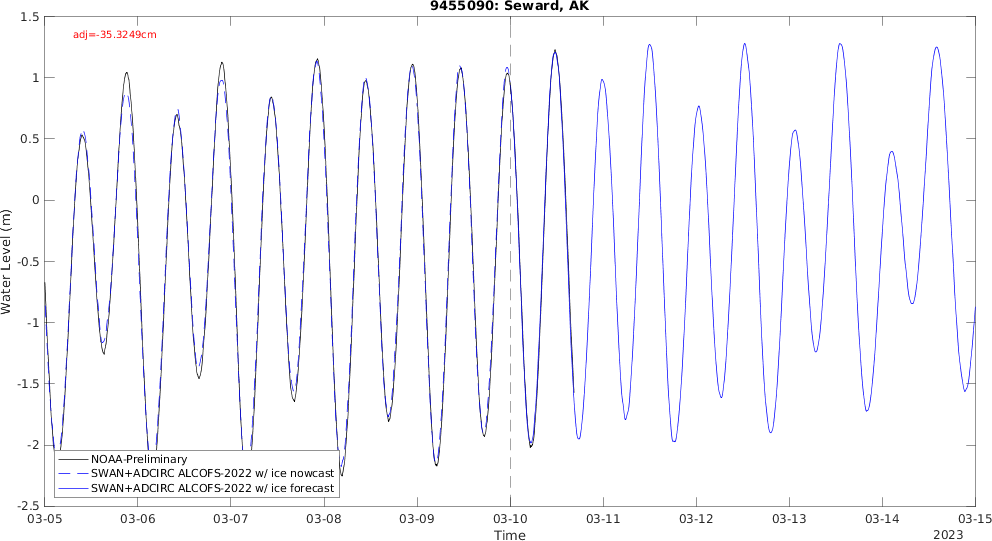 9455090: Seward, AK
adj=-35.3249cm
Water Level (m)
1.5
1
0.5
0
-0.5
-1
-1.5
-2
-2.5
NOAA-Preliminary
SWAN+ADCIRC ALCOFS-2022 w/ ice nowcast
SWAN+ADCIRC ALCOFS-2022 w/ ice forecast
03-05 03-06 03-07 03-08 03-09 03-10 03-11 03-12 03-13 03-14 03-15
Time
2023